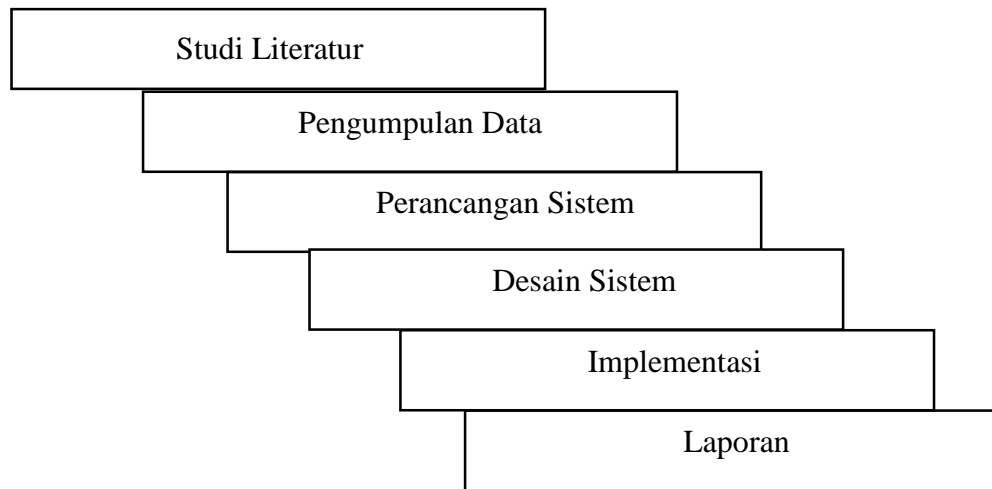 Studi Literatur
Pengumpulan Data
Perancangan Sistem
Desain Sistem
Implementasi
Laporan